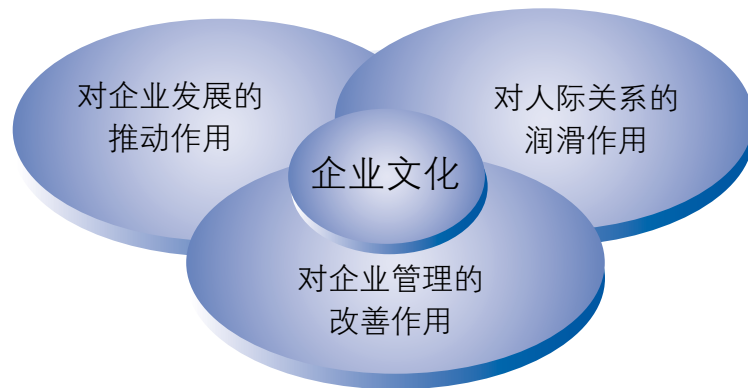 对企业发展的
推动作用
对人际关系的
润滑作用
企业文化
对企业管理的
改善作用